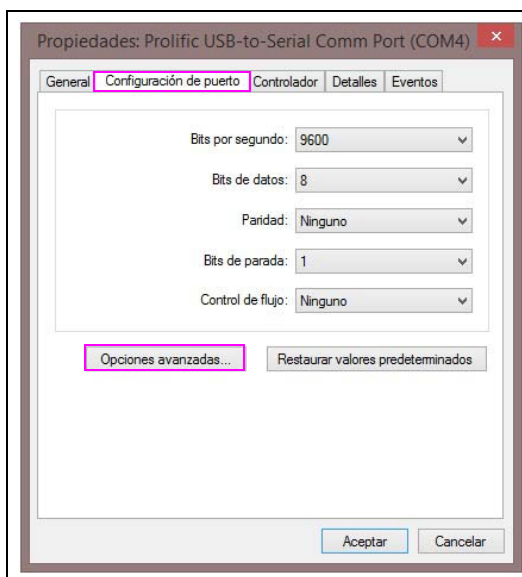 Propiedades: Prolific USB-to-Serial Comm Port (COM4)
General Configuración de puerto Controlador Detalles Eventos
Bits por segundo: 9600
Bits de datos: 8
Paridad: Ninguno
Bits de parada: 1
Control de flujo: Ninguno
Opciones avanzadas... Restaurar valores predeterminados
Aceptar Cancelar